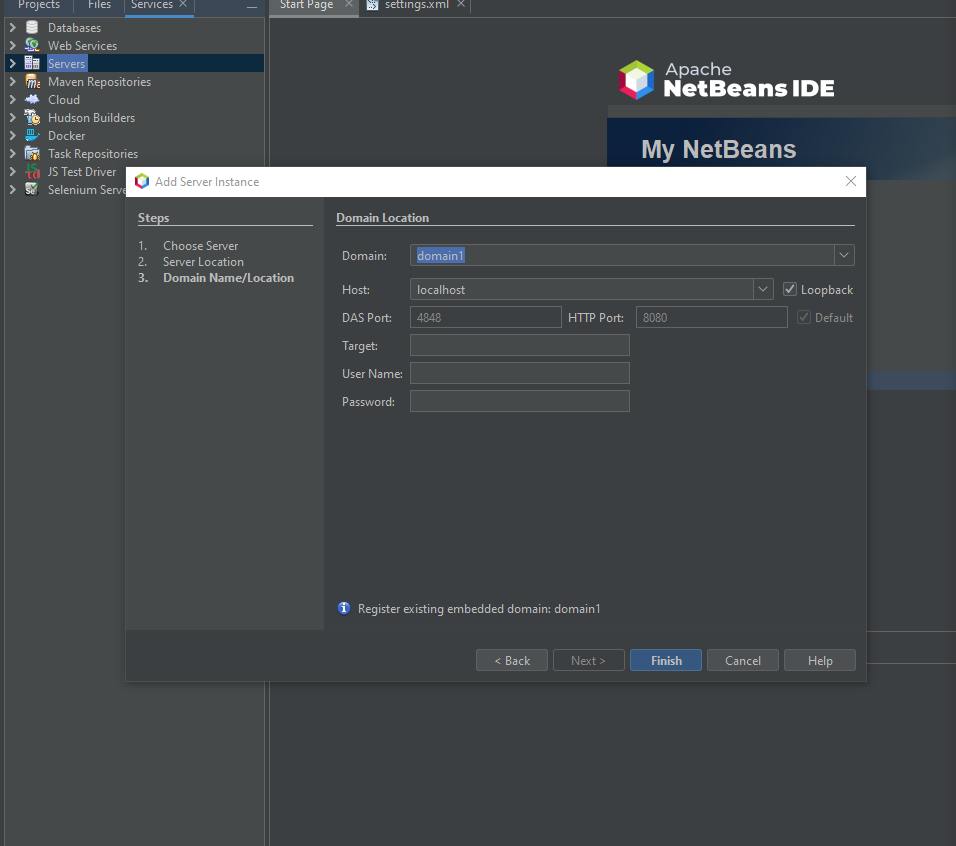 Projects Files Services Start Page settings.xml
Databases
Web Services
Servers
Maven Repositories
Cloud
Hudson Builders
Docker
Task Repositories
JS Test Driver
Selenium Serve
Apache
NetBeans IDE
My NetBeans
Add Server Instance
Steps
1. Choose Server
2. Server Location
3. Domain Name/Location
Domain Location
Domain: domain1
Host: localhost Loopback
DAS Port: 4848 HTTP Port: 8080 Default
Target:
User Name:
Password:
Register existing embedded domain: domain1
< Back Next > Finish Cancel Help